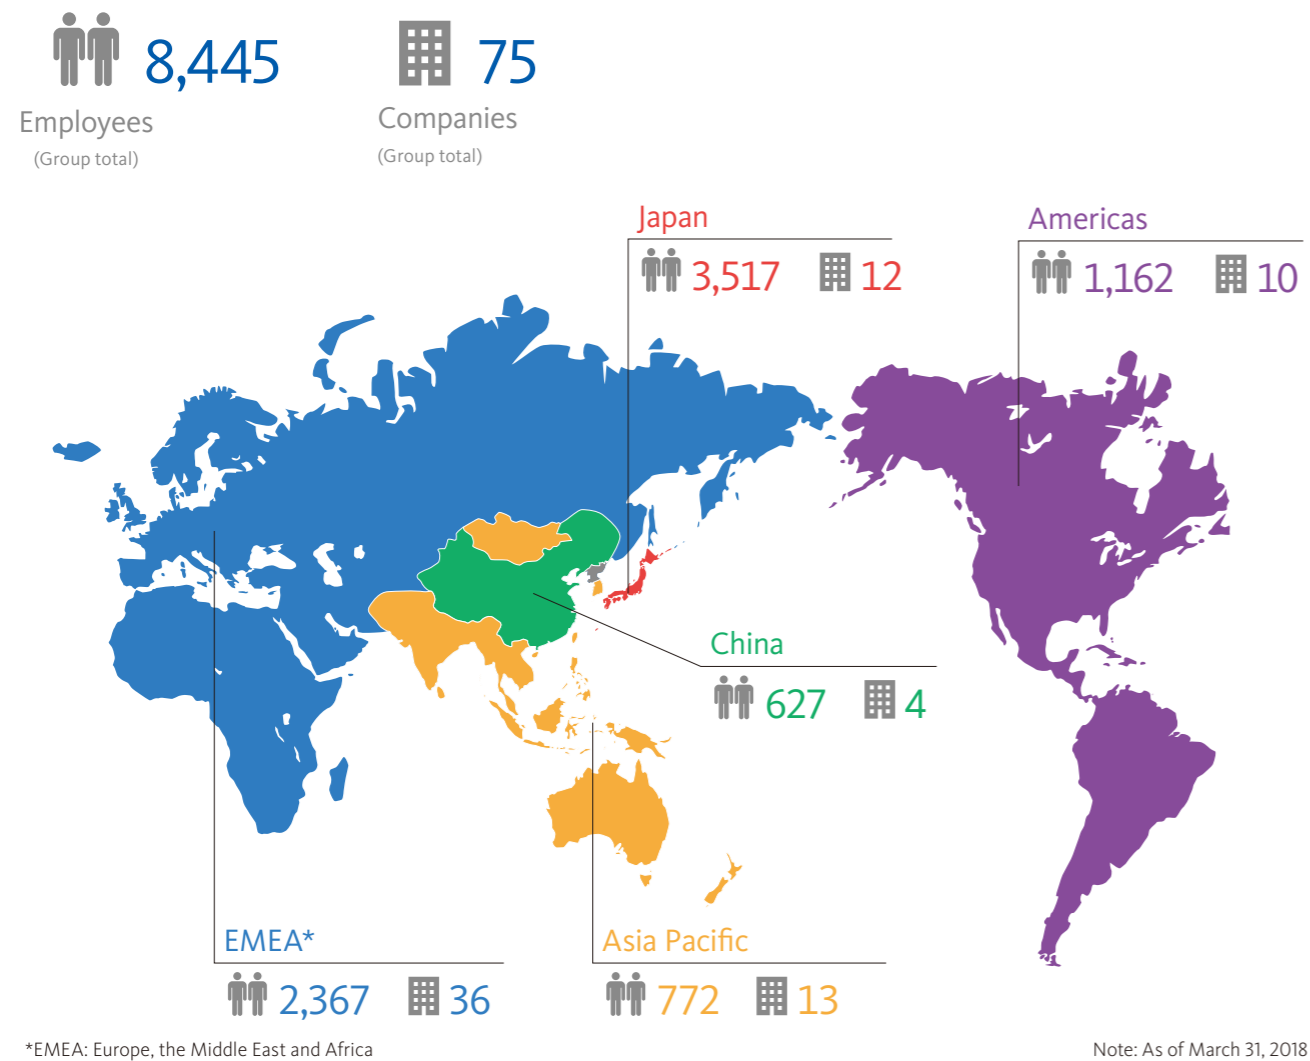 8,445
Employees
(Group total)
75
Companies
(Group total)
Japan
3,517 12
Americas
1,162 10
China
627 4
EMEA*
2,367 36
Asia Pacific
772 13
*EMEA: Europe, the Middle East and Africa
Note: As of March 31, 2018